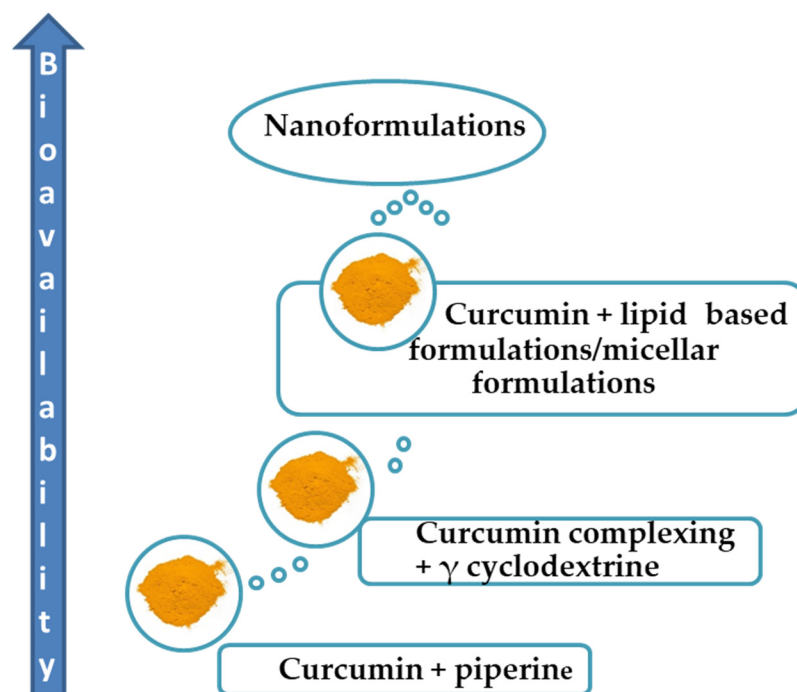 Bioavailability
Nanoformulations
Curcumin + lipid based
formulations/micellar
formulations
Curcumin complexing
+ γ cyclodextrine
Curcumin + piperine